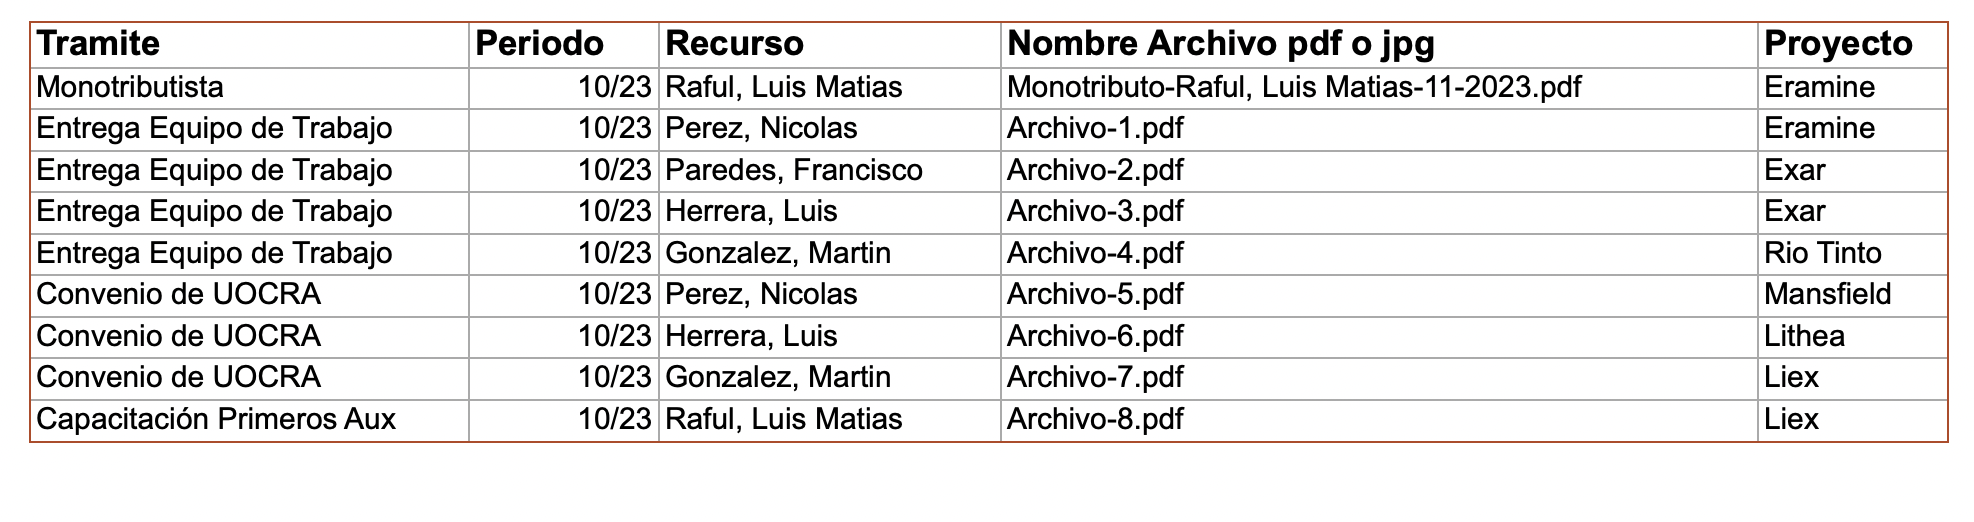 Tramite Periodo Recurso Nombre Archivo pdf o jpg Proyecto
Monotributista 10/23 Raful, Luis Matias Monotributo-Raful, Luis Matias-11-2023.pdf Eramine
Entrega Equipo de Trabajo 10/23 Perez, Nicolas Archivo-1.pdf Eramine
Entrega Equipo de Trabajo 10/23 Paredes, Francisco Archivo-2.pdf Exar
Entrega Equipo de Trabajo 10/23 Herrera, Luis Archivo-3.pdf Exar
Entrega Equipo de Trabajo 10/23 Gonzalez, Martin Archivo-4.pdf Rio Tinto
Convenio de UOCRA 10/23 Perez, Nicolas Archivo-5.pdf Mansfield
Convenio de UOCRA 10/23 Herrera, Luis Archivo-6.pdf Lithea
Convenio de UOCRA 10/23 Gonzalez, Martin Archivo-7.pdf Liex
Capacitación Primeros Aux 10/23 Raful, Luis Matias Archivo-8.pdf Liex